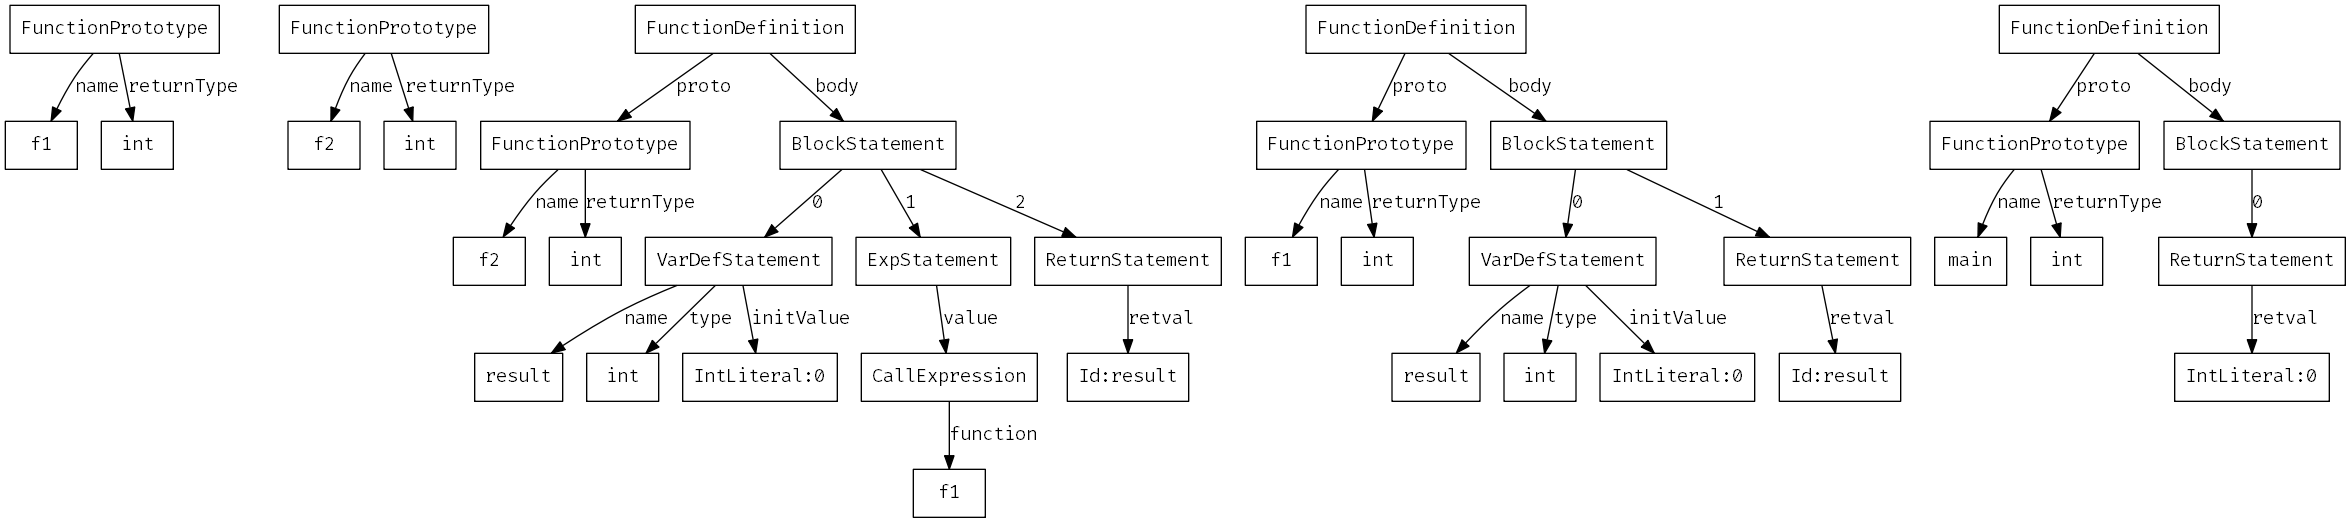 FunctionPrototype FunctionPrototype FunctionDefinition FunctionDefinition FunctionDefinition
name returnType name returnType proto body proto body proto body
f1 int f2 int FunctionPrototype BlockStatement FunctionPrototype BlockStatement FunctionPrototype BlockStatement
name returnType 0 1 2 name returnType 0 1 name returnType 0
f2 int VarDefStatement ExpStatement ReturnStatement f1 int VarDefStatement ReturnStatement main int ReturnStatement
name type initValue value retval name type initValue retval retval
result int IntLiteral:0 CallExpression Id:result result int IntLiteral:0 Id:result IntLiteral:0
function
f1